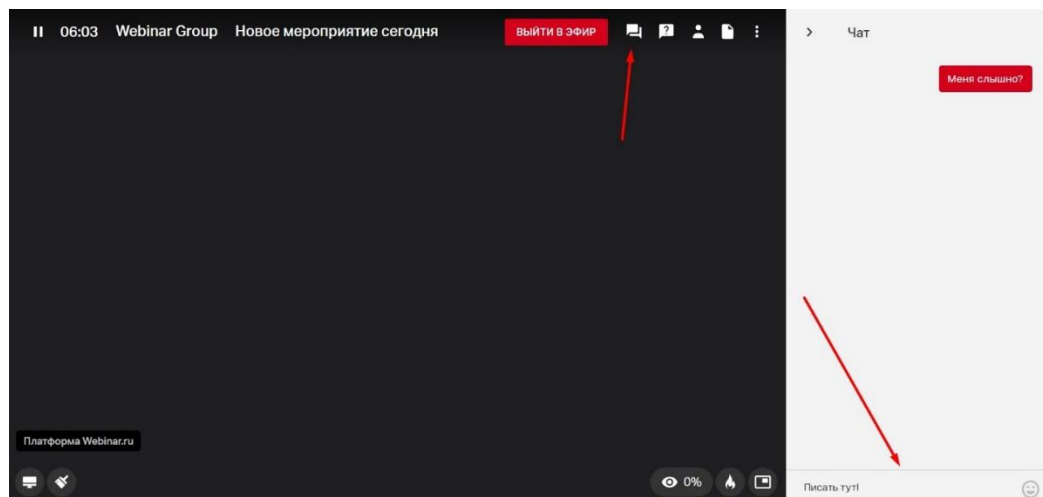 06:03 Webinar Group Новое мероприятие сегодня ВЫЙТИ В ЭФИР ?
Чат
Меня слышно?
Платформа Webinar.ru
0%
Писать тут!